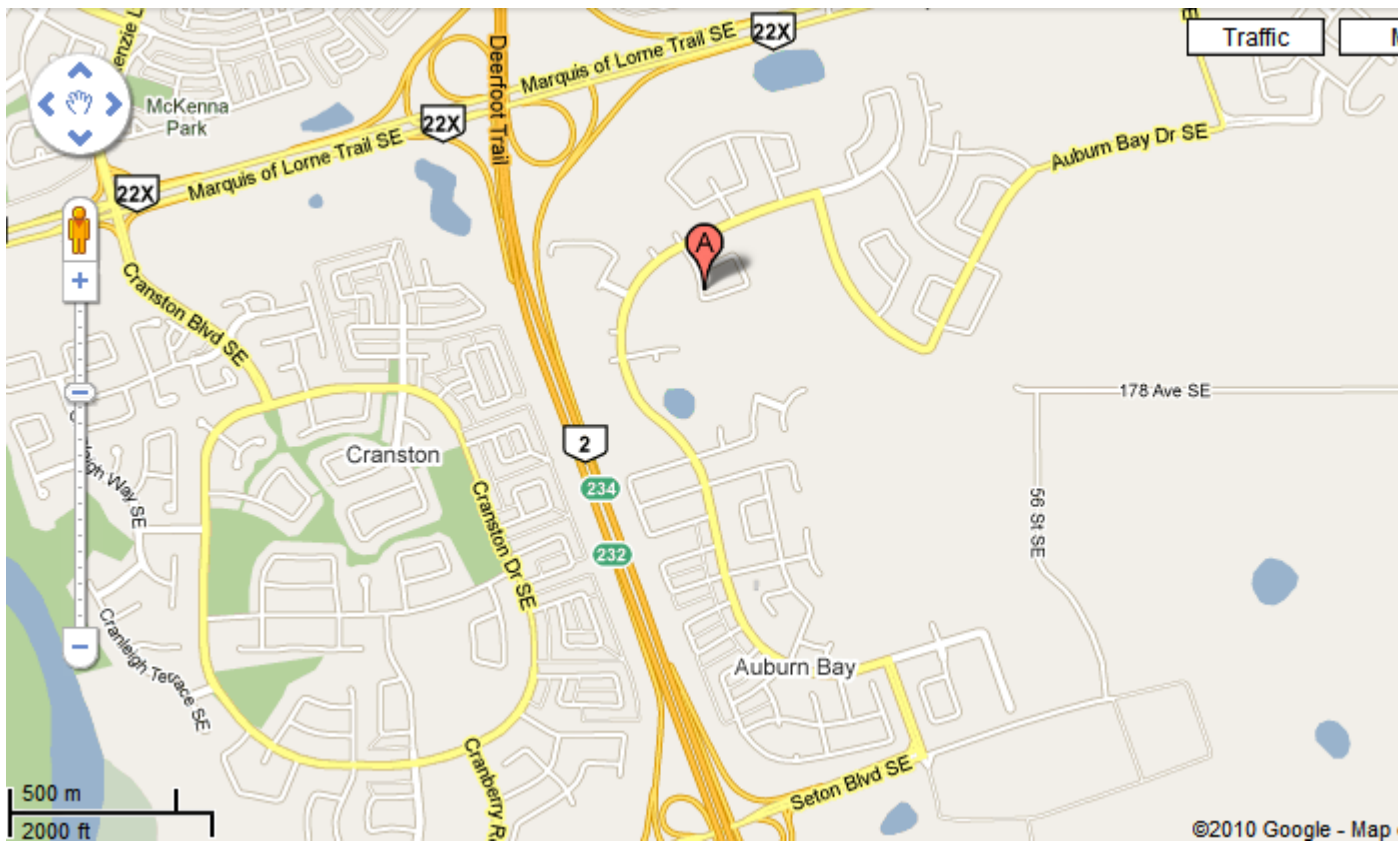 Traffic
22X
Marquis of Lorne Trail SE
Deerfoot Trail
McKenna
Park
22X
Marquis of Lorne Trail SE
22X
Auburn Bay Dr SE
A
Cranston Blvd SE
178 Ave SE
2
Cranston
234
Cranston Dr SE
56 St SE
232
Way SE
Cranleigh Terrace SE
Auburn Bay
Cranberry
Seton Blvd SE
500 m
2000 ft
©2010 Google - Map